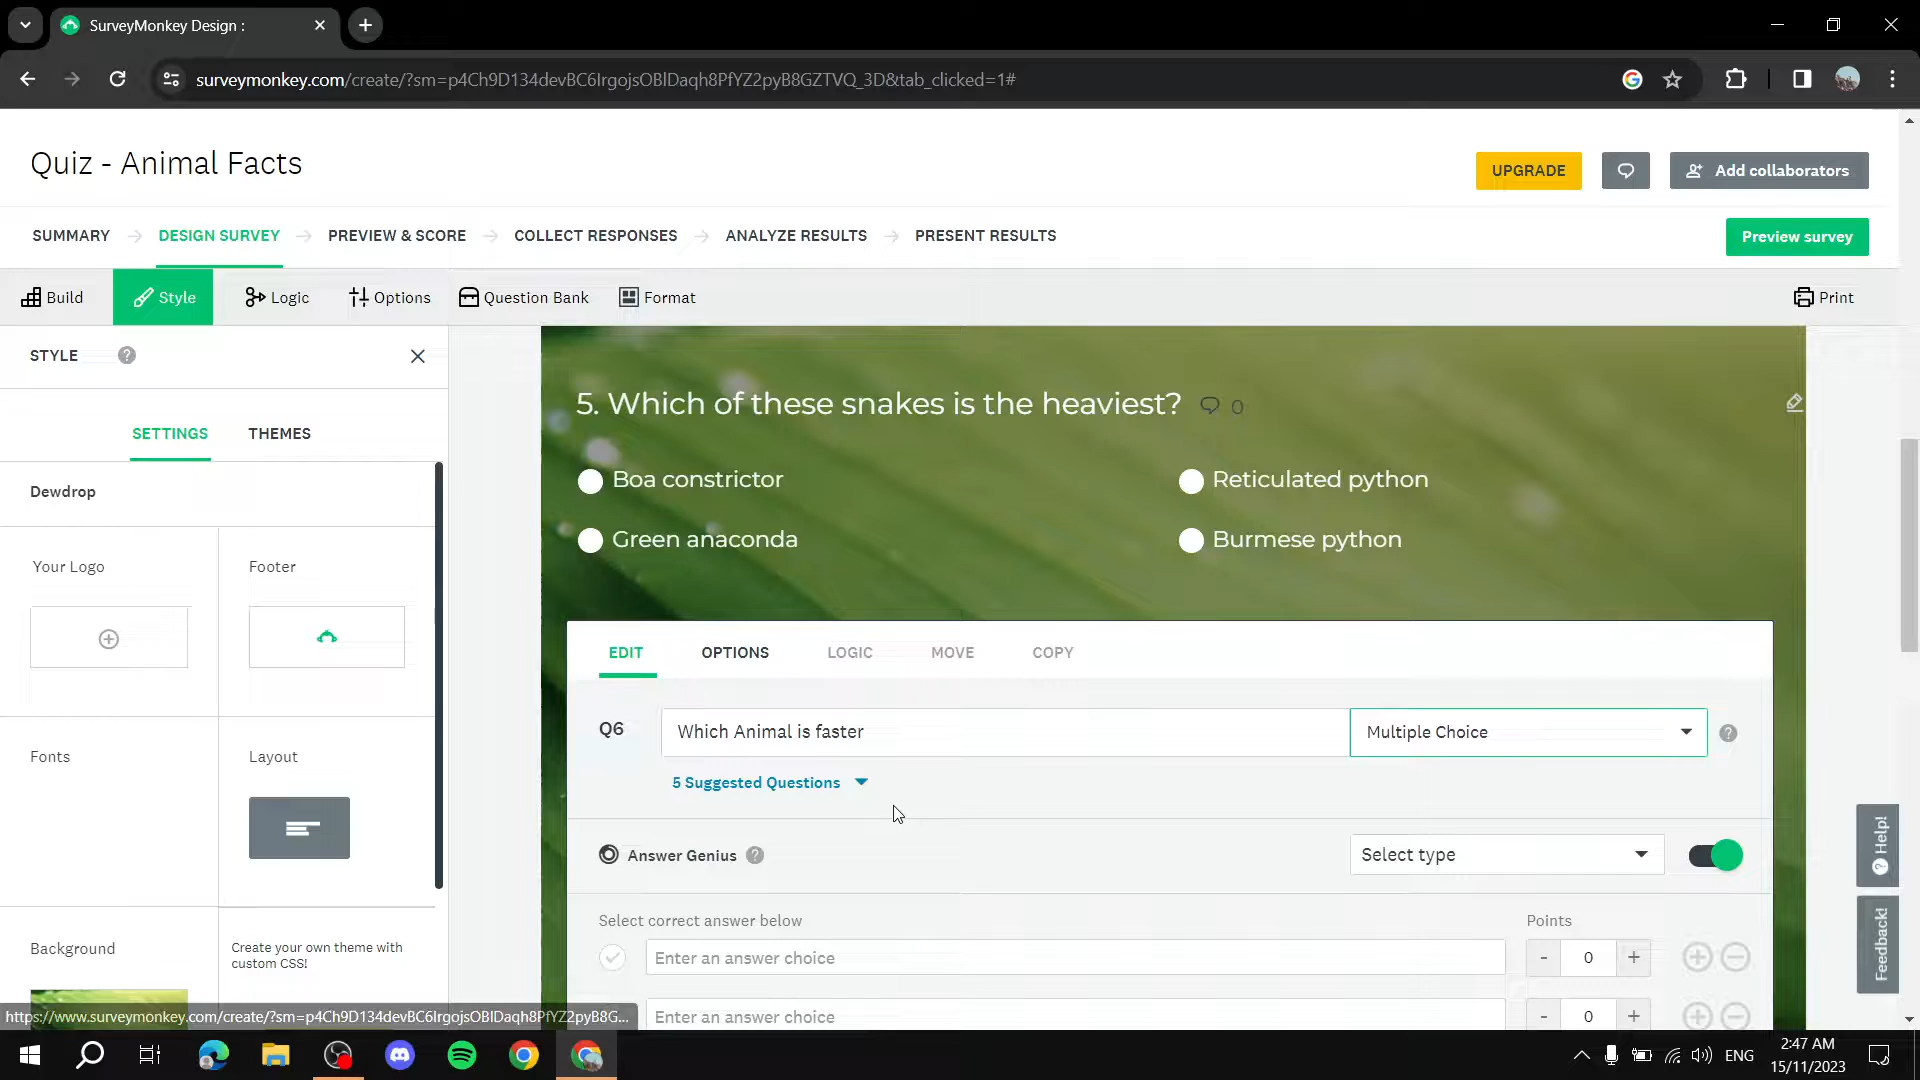 SurveyMonkey Design :
surveymonkey.com/create/?sm=p4Ch9D134devBC6IrgojsOBlDaqh8PfYZ2pyB8GZTVQ_3D&tab_clicked=1#
Quiz - Animal Facts
UPGRADE
Add collaborators
SUMMARY
DESIGN SURVEY
PREVIEW & SCORE
COLLECT RESPONSES
ANALYZE RESULTS
PRESENT RESULTS
Preview survey
Build
Style
Logic
Options
Question Bank
Format
Print
STYLE
SETTINGS
THEMES
Dewdrop
Your Logo
Footer
Fonts
Layout
Background
Create your own theme with
custom CSS!
5. Which of these snakes is the heaviest? 0
Boa constrictor
Reticulated python
Green anaconda
Burmese python
EDIT
OPTIONS
LOGIC
MOVE
COPY
Q6
Which Animal is faster
Multiple Choice
5 Suggested Questions
Answer Genius
Select type
Select correct answer below
Points
Enter an answer choice
- 0 +
Enter an answer choice
- 0 +
Help!
Feedback!
https://www.surveymonkey.com/create/?sm=p4Ch9D134devBC6IrgojsOBlDaqh8PfYZ2pyB8G...
ENG
2:47 AM
15/11/2023